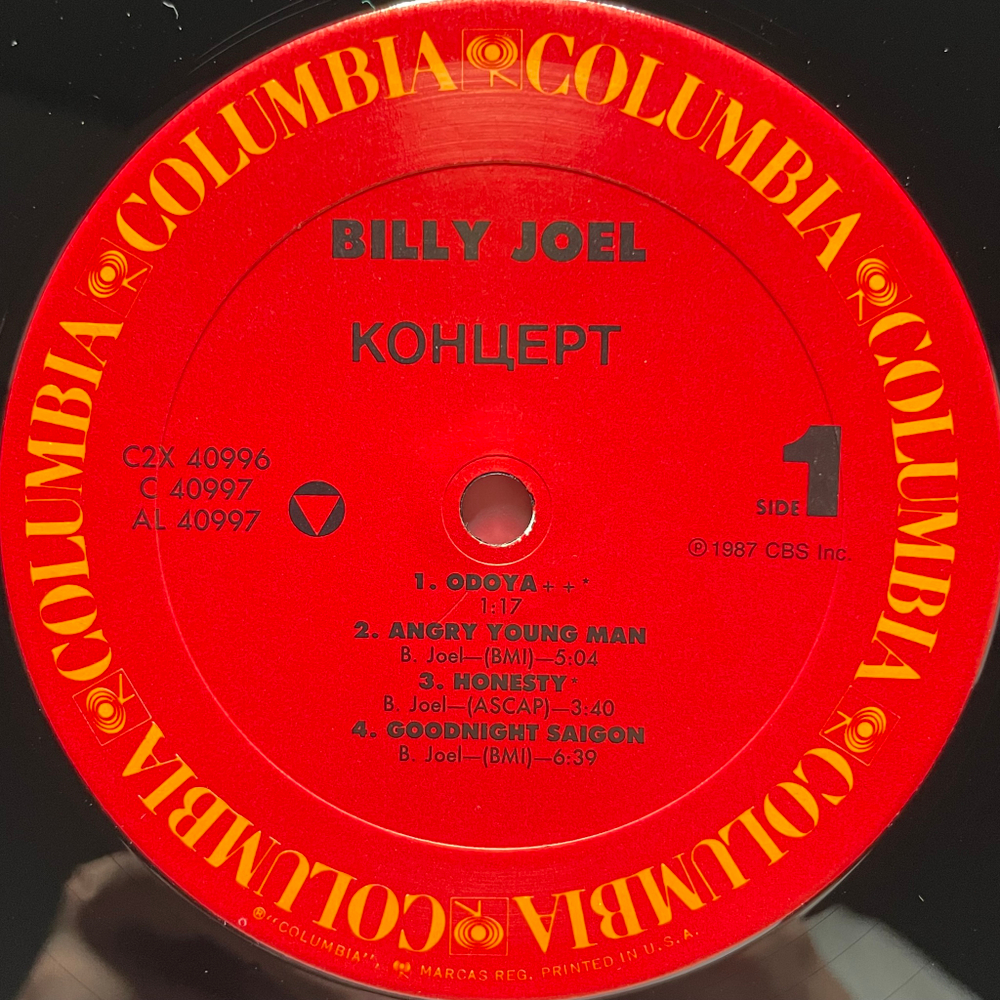 COLUMBIA COLUMBIA COLUMBIA COLUMBIA COLUMBIA COLUMBIA
BILLY JOEL
КОНЦЕРТ
C2X 40996
C 40997
AL 40997
SIDE 1
℗ 1987 CBS Inc.
1. ODOYA + + *
1:17
2. ANGRY YOUNG MAN
B. Joel—(BMI)—5:04
3. HONESTY *
B. Joel—(ASCAP)—3:40
4. GOODNIGHT SAIGON
B. Joel—(BMI)—6:39
® "COLUMBIA", MARCAS REG. PRINTED IN U.S.A.